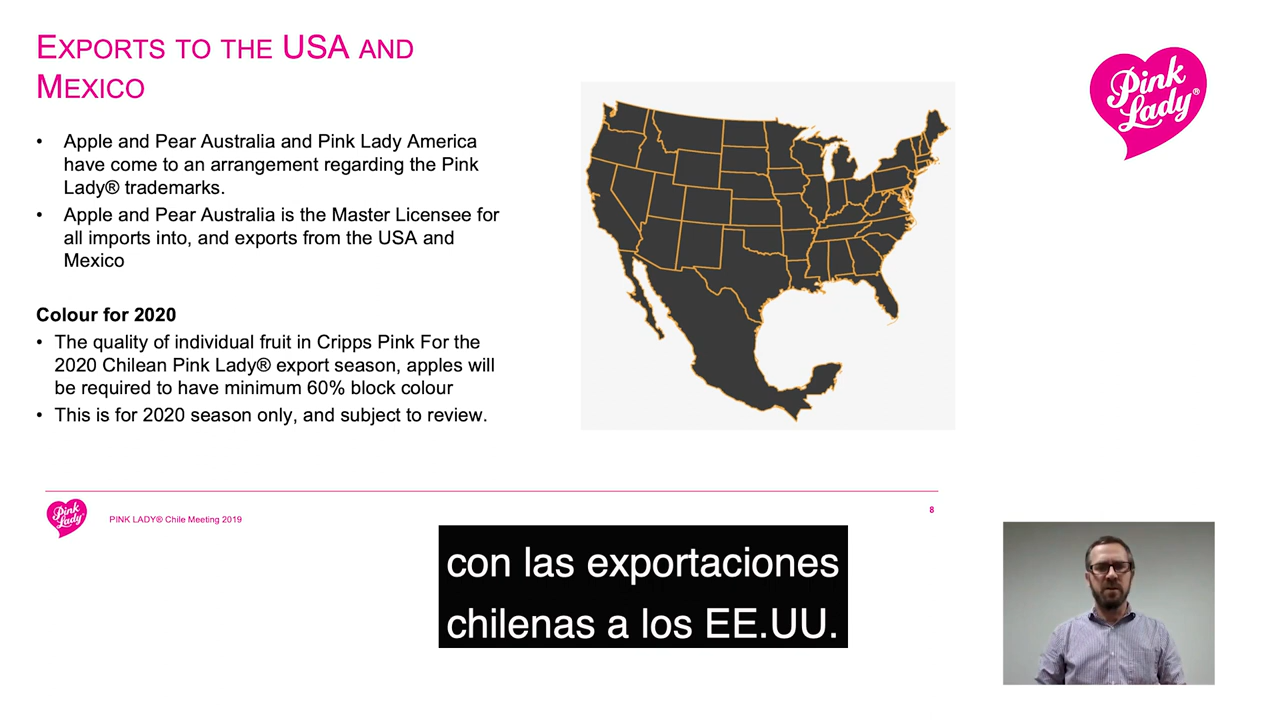 EXPORTS TO THE USA AND
MEXICO
• Apple and Pear Australia and Pink Lady America
have come to an arrangement regarding the Pink
Lady® trademarks.
• Apple and Pear Australia is the Master Licensee for
all imports into, and exports from the USA and
Mexico
Colour for 2020
• The quality of individual fruit in Cripps Pink For the
2020 Chilean Pink Lady® export season, apples will
be required to have minimum 60% block colour
• This is for 2020 season only, and subject to review.
Pink
Lady®
Pink
Lady
PINK LADY® Chile Meeting 2019
8
con las exportaciones
chilenas a los EE.UU.